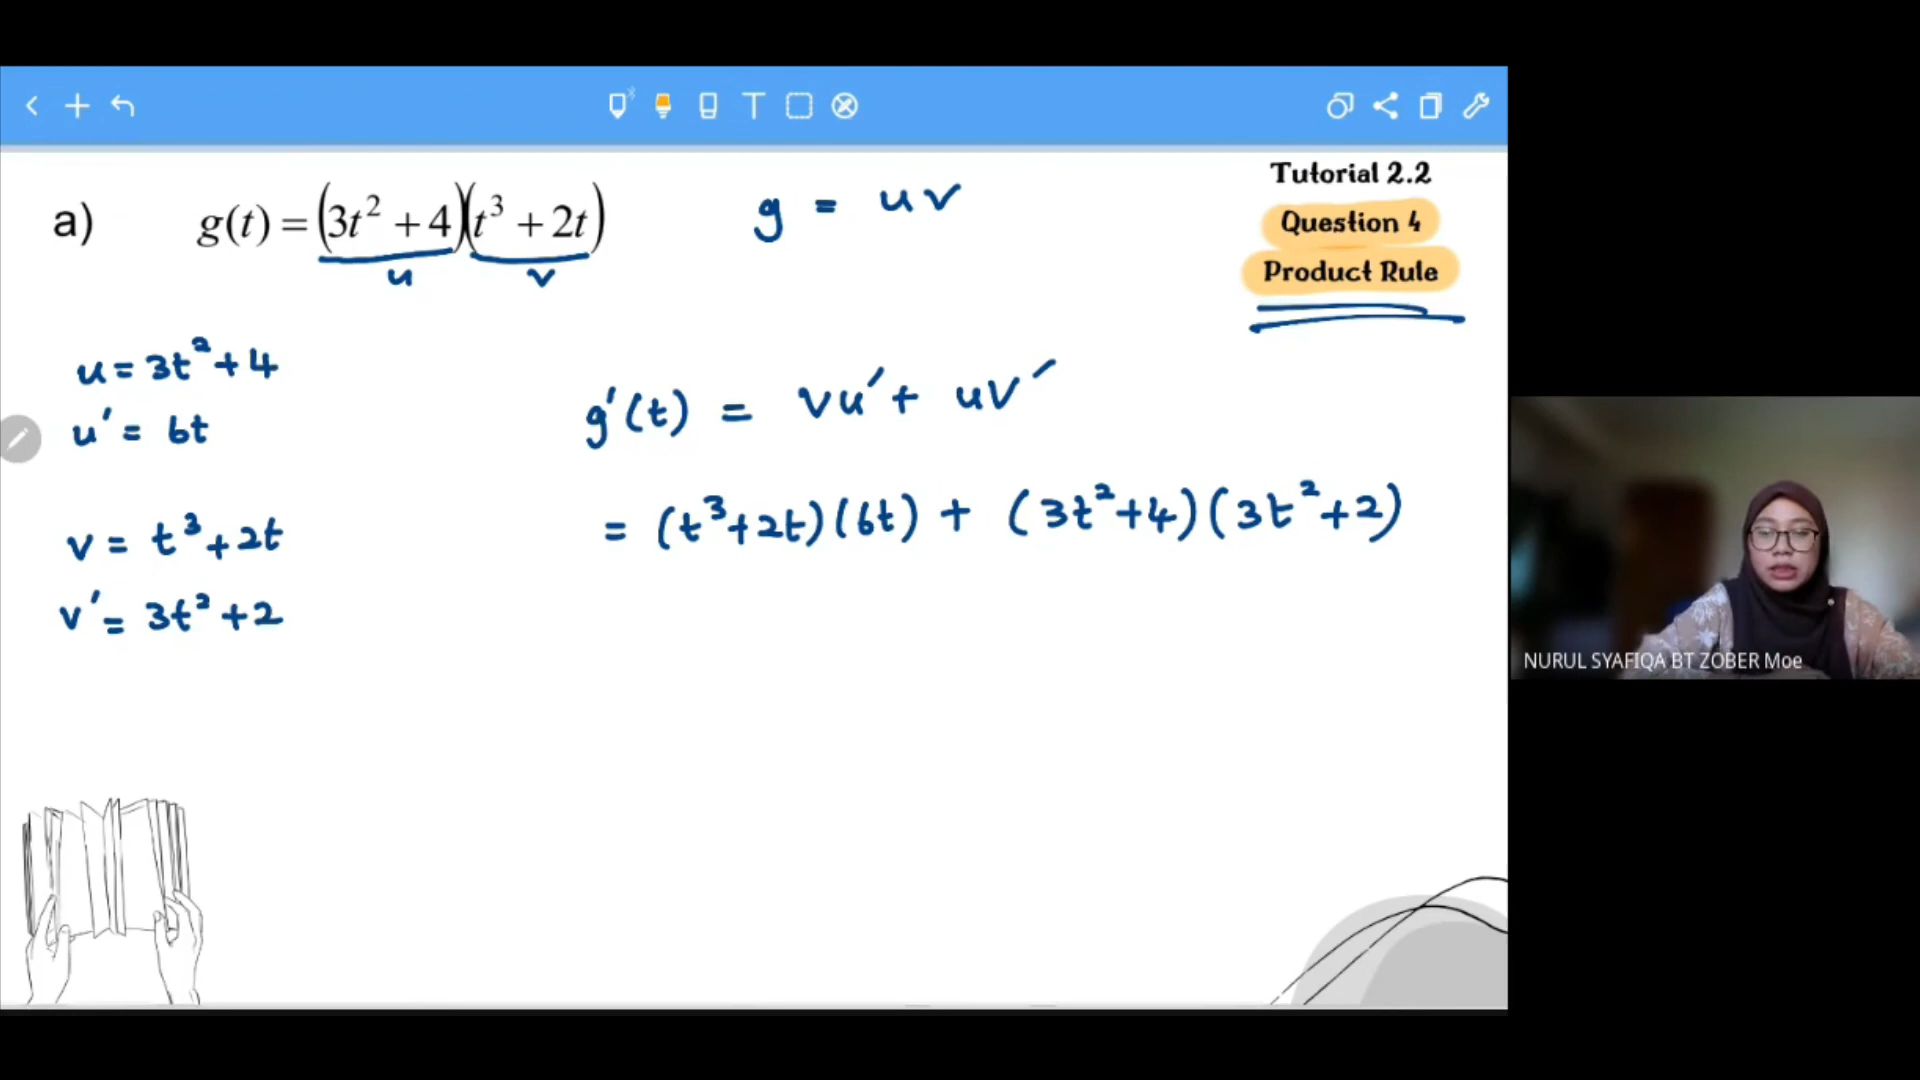 Tutorial 2.2
Question 4
Product Rule
a) g(t) = (3t² + 4)(t³ + 2t)
u v
g = uv
u = 3t² + 4
u' = 6t
v = t³ + 2t
v' = 3t² + 2
g'(t) = vu' + uv'
= (t³+2t)(6t) + (3t²+4)(3t²+2)
NURUL SYAFIQA BT ZOBER Moe